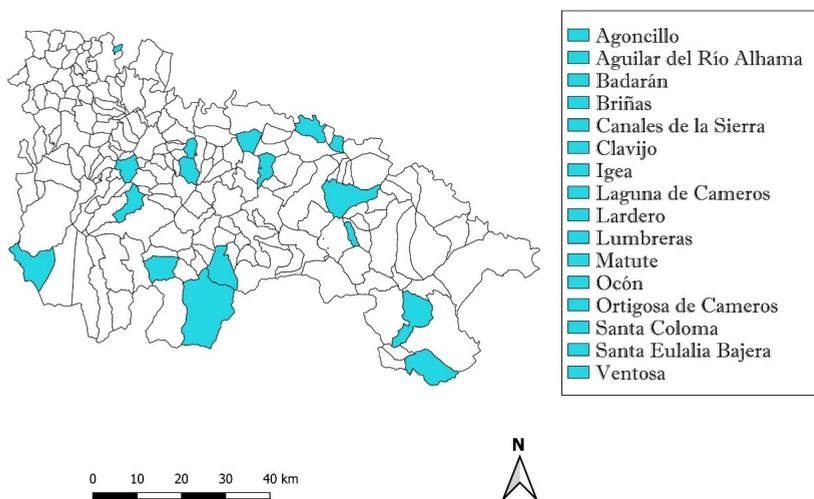 Agoncillo
Aguilar del Río Alhama
Badarán
Briñas
Canales de la Sierra
Clavijo
Igea
Laguna de Cameros
Lardero
Lumbreras
Matute
Ocón
Ortigosa de Cameros
Santa Coloma
Santa Eulalia Bajera
Ventosa
N
0 10 20 30 40 km